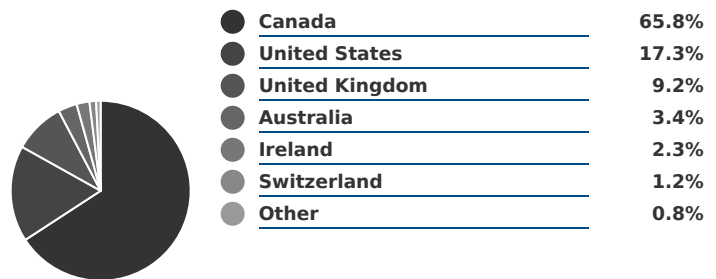 Canada 65.8%
United States 17.3%
United Kingdom 9.2%
Australia 3.4%
Ireland 2.3%
Switzerland 1.2%
Other 0.8%